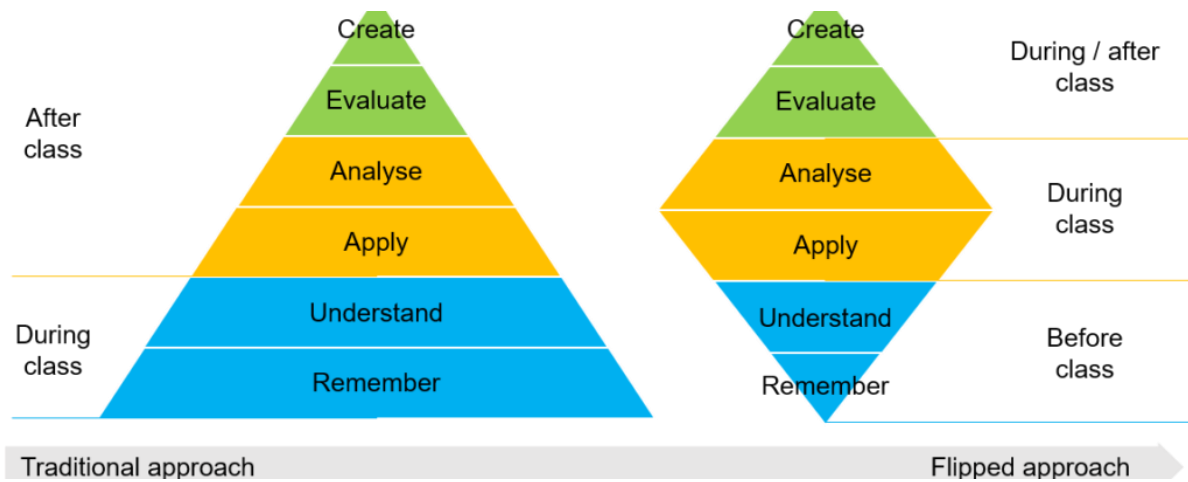 After
class
During
class
Create
Evaluate
Analyse
Apply
Understand
Remember
Create
Evaluate
Analyse
Apply
Understand
Remember
During / after
class
During
class
Before
class
Traditional approach
Flipped approach